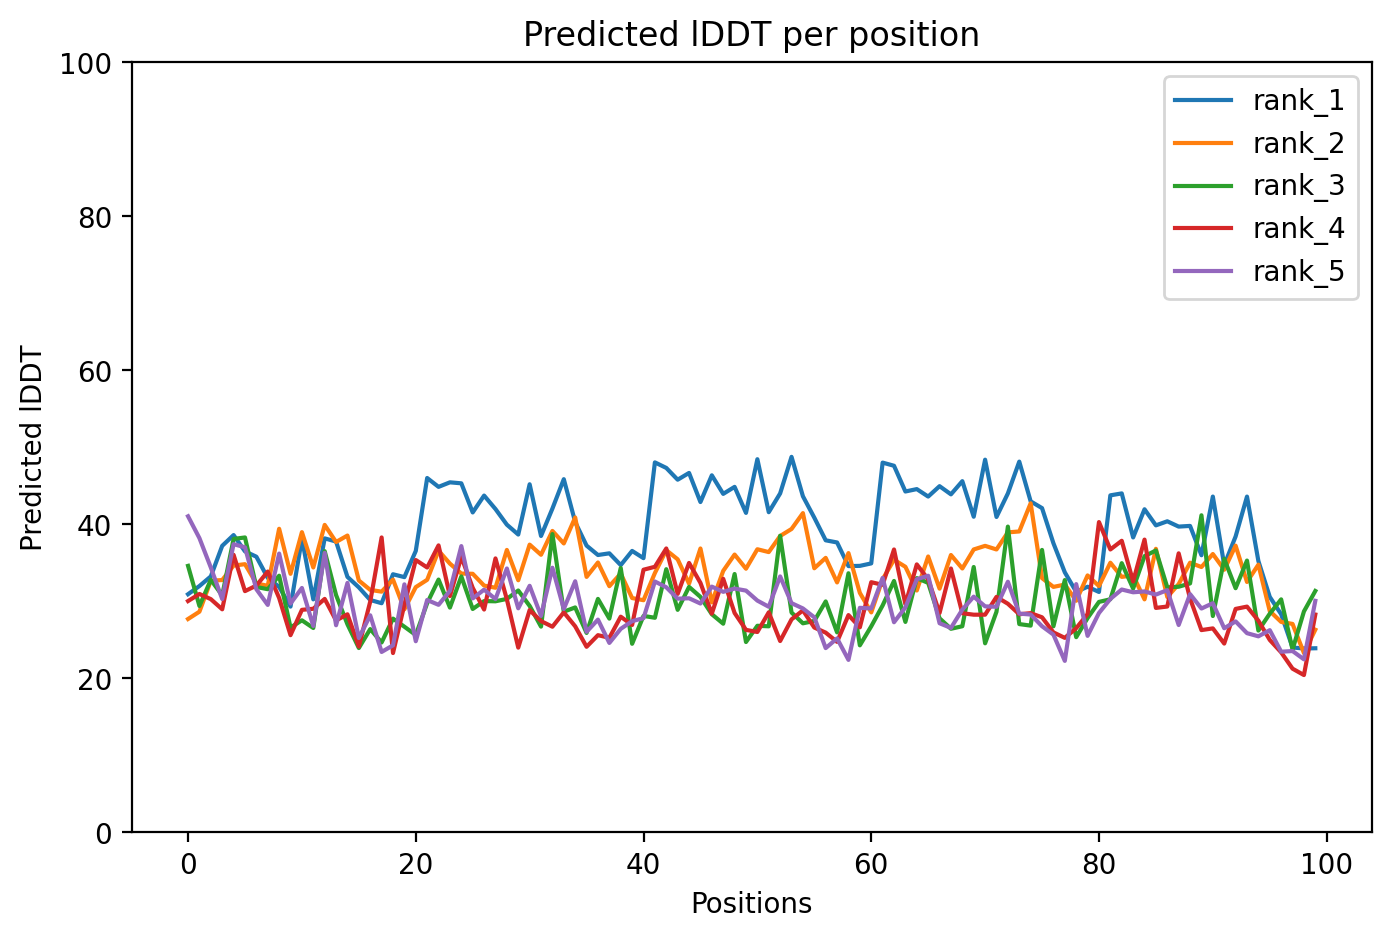 Predicted lDDT per position
100
80
60
40
20
0
Predicted lDDT
0 20 40 60 80 100
Positions
rank_1
rank_2
rank_3
rank_4
rank_5